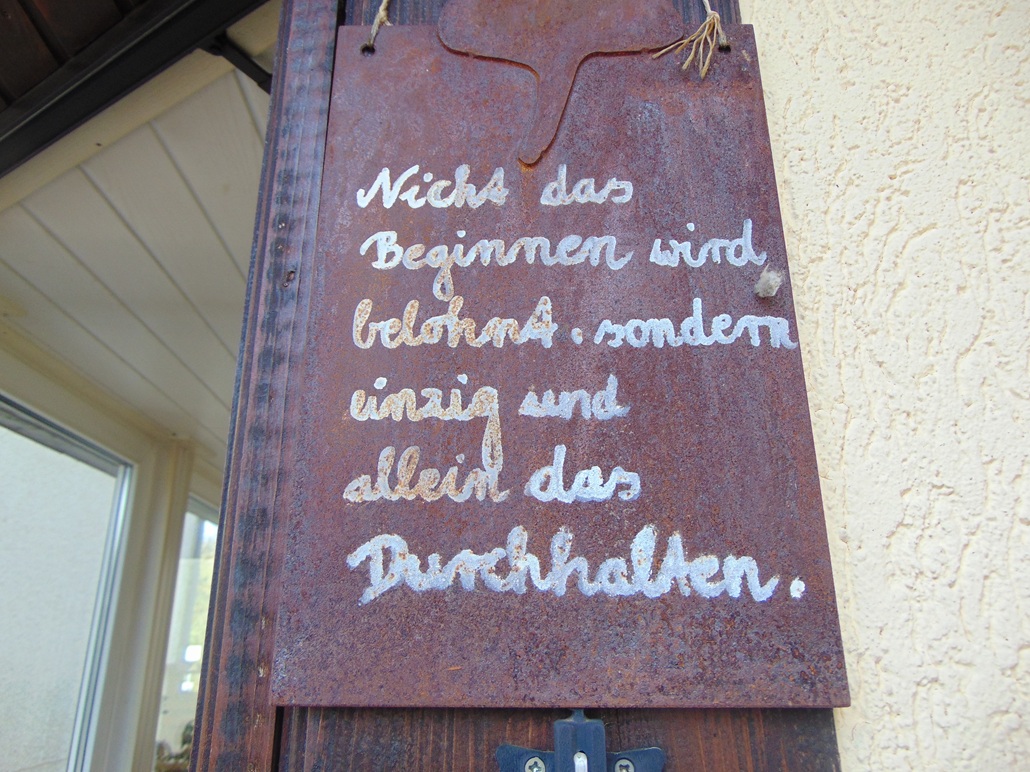 Nicht das
Beginnen wird
belohnt. sondern
einzig und
allein das
Durchhalten.